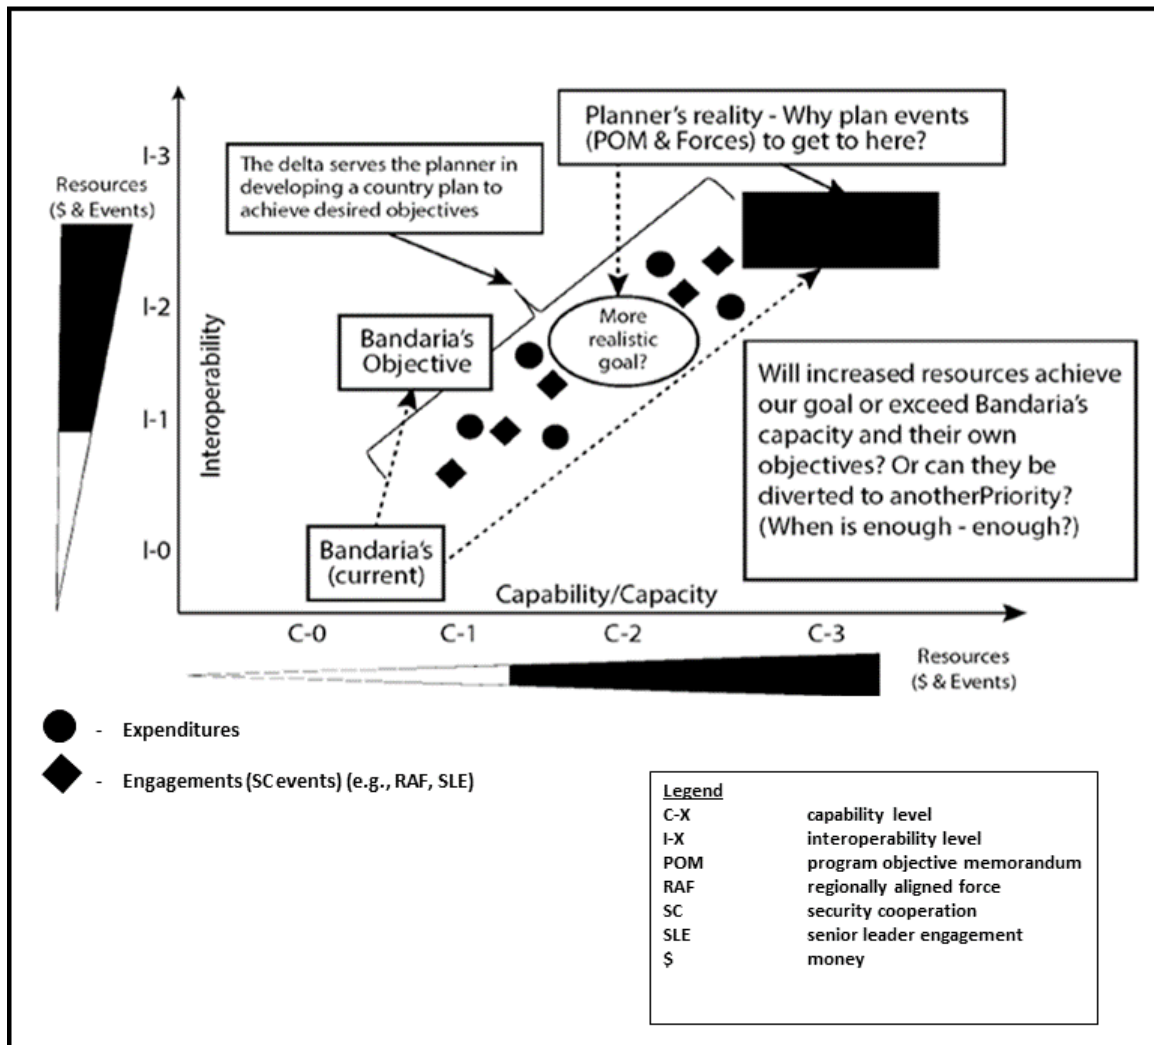 Planner's reality - Why plan events
(POM & Forces) to get to here?
The delta serves the planner in
developing a country plan to
achieve desired objectives
I-3
Resources
($ & Events)
I-2
I-1
I-0
Interoperability
Bandaria's
Objective
More
realistic
goal?
Bandaria's
(current)
Will increased resources achieve
our goal or exceed Bandaria's
capacity and their own
objectives? Or can they be
diverted to anotherPriority?
(When is enough - enough?)
Capability/Capacity
C-0 C-1 C-2 C-3
Resources
($ & Events)
- Expenditures
- Engagements (SC events) (e.g., RAF, SLE)
Legend
C-X capability level
I-X interoperability level
POM program objective memorandum
RAF regionally aligned force
SC security cooperation
SLE senior leader engagement
$ money